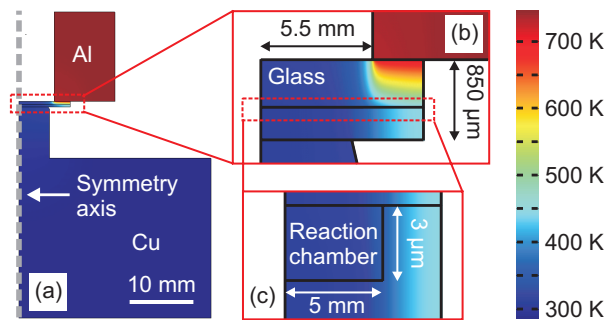 Al
Symmetry
axis
Cu
10 mm
(a)
5.5 mm
(b)
Glass
850 µm
Reaction
chamber
3 µm
5 mm
(c)
700 K
600 K
500 K
400 K
300 K